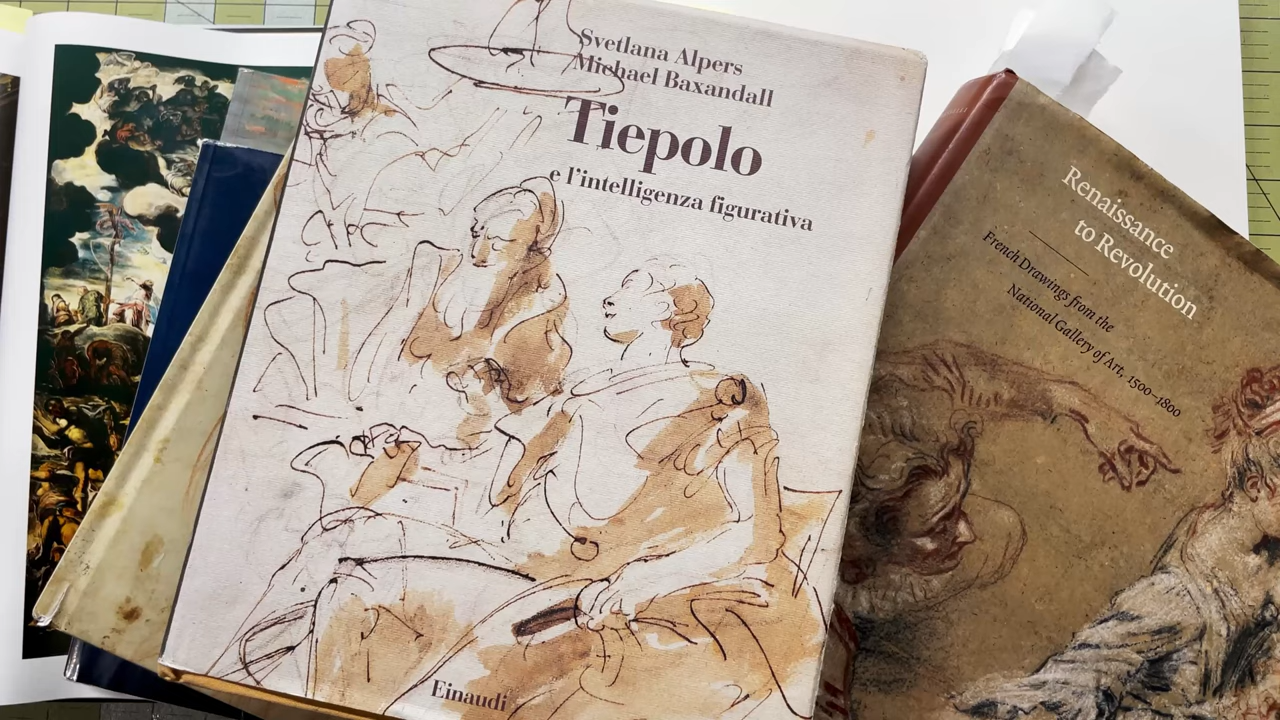 Svetlana Alpers
Michael Baxandall
Tiepolo
e l'intelligenza figurativa
Einaudi
Renaissance
to Revolution
French Drawings from the
National Gallery of Art, 1500–1800